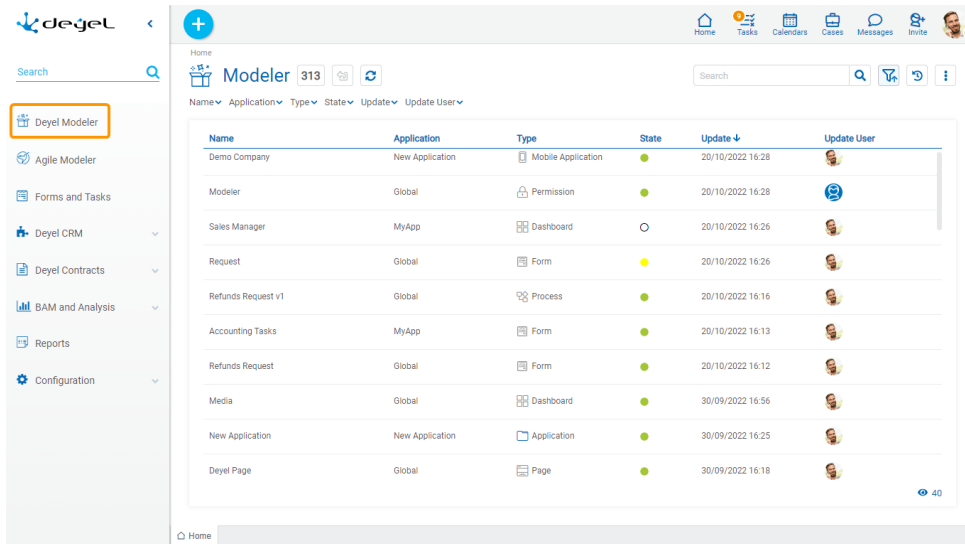 deyel
Home
Tasks
9
Calendars
Cases
Messages
Invite
Search
Deyel Modeler
Agile Modeler
Forms and Tasks
Deyel CRM
Deyel Contracts
BAM and Analysis
Reports
Configuration
Home
Modeler 313
Search
Name Application Type State Update Update User
Name Application Type State Update Update User
Demo Company New Application Mobile Application 20/10/2022 16:28
Modeler Global Permission 20/10/2022 16:28
Sales Manager MyApp Dashboard 20/10/2022 16:26
Request Global Form 20/10/2022 16:26
Refunds Request v1 Global Process 20/10/2022 16:16
Accounting Tasks MyApp Form 20/10/2022 16:13
Refunds Request Global Form 20/10/2022 16:12
Media Global Dashboard 30/09/2022 16:56
New Application New Application Application 30/09/2022 16:25
Deyel Page Global Page 30/09/2022 16:18
40
Home